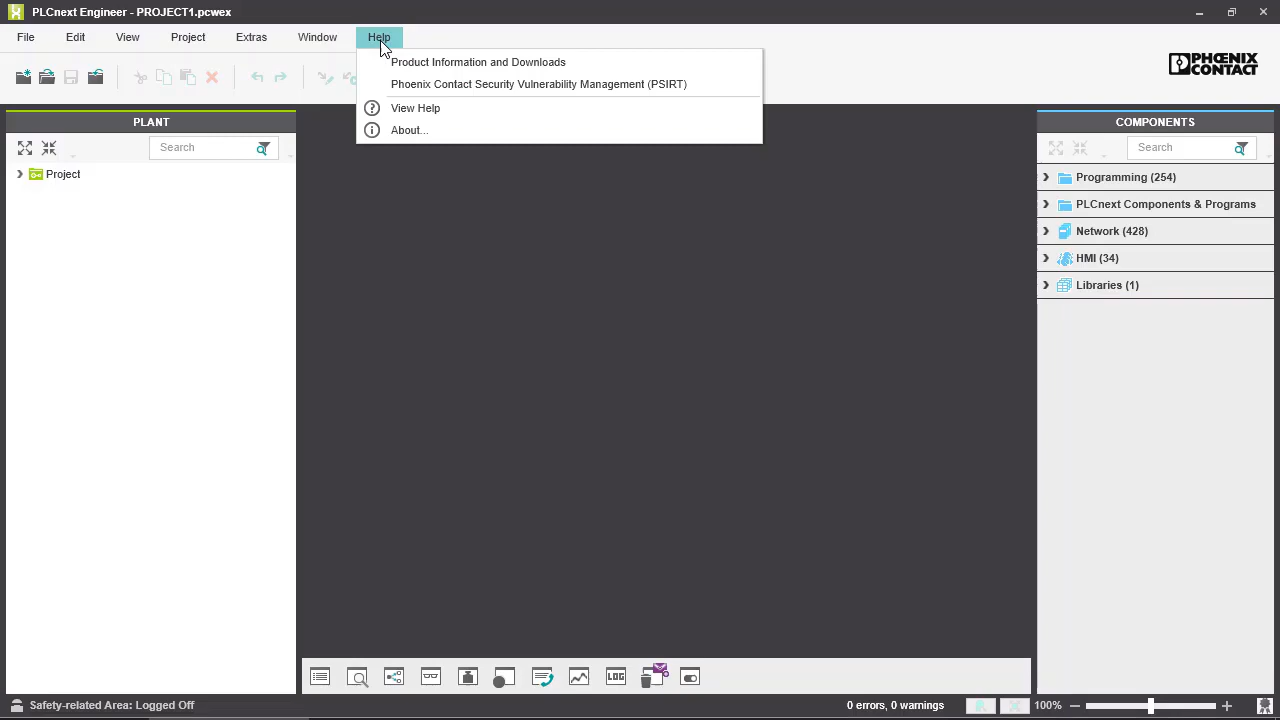 PLCnext Engineer - PROJECT1.pcwex
File Edit View Project Extras Window Help
Product Information and Downloads
Phoenix Contact Security Vulnerability Management (PSIRT)
View Help
About...
PHŒNIX
CONTACT
PLANT
Search
Project
COMPONENTS
Search
Programming (254)
PLCnext Components & Programs
Network (428)
HMI (34)
Libraries (1)
LOG
Safety-related Area: Logged Off
0 errors, 0 warnings
100%